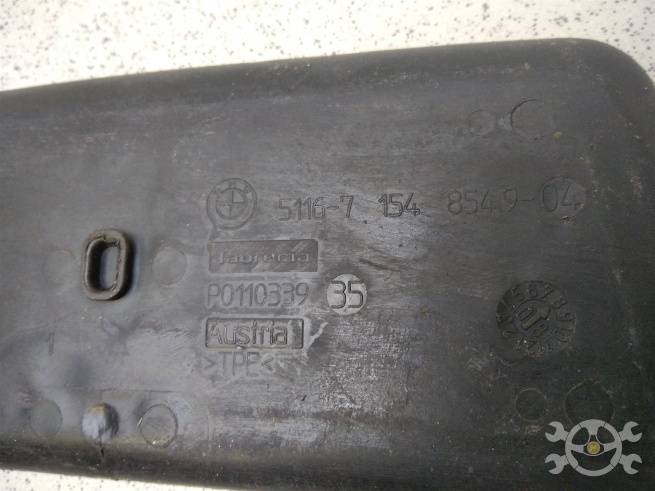 5116-7 154 8549-04
faurecia
P0110339 35
Austria
>TPE<